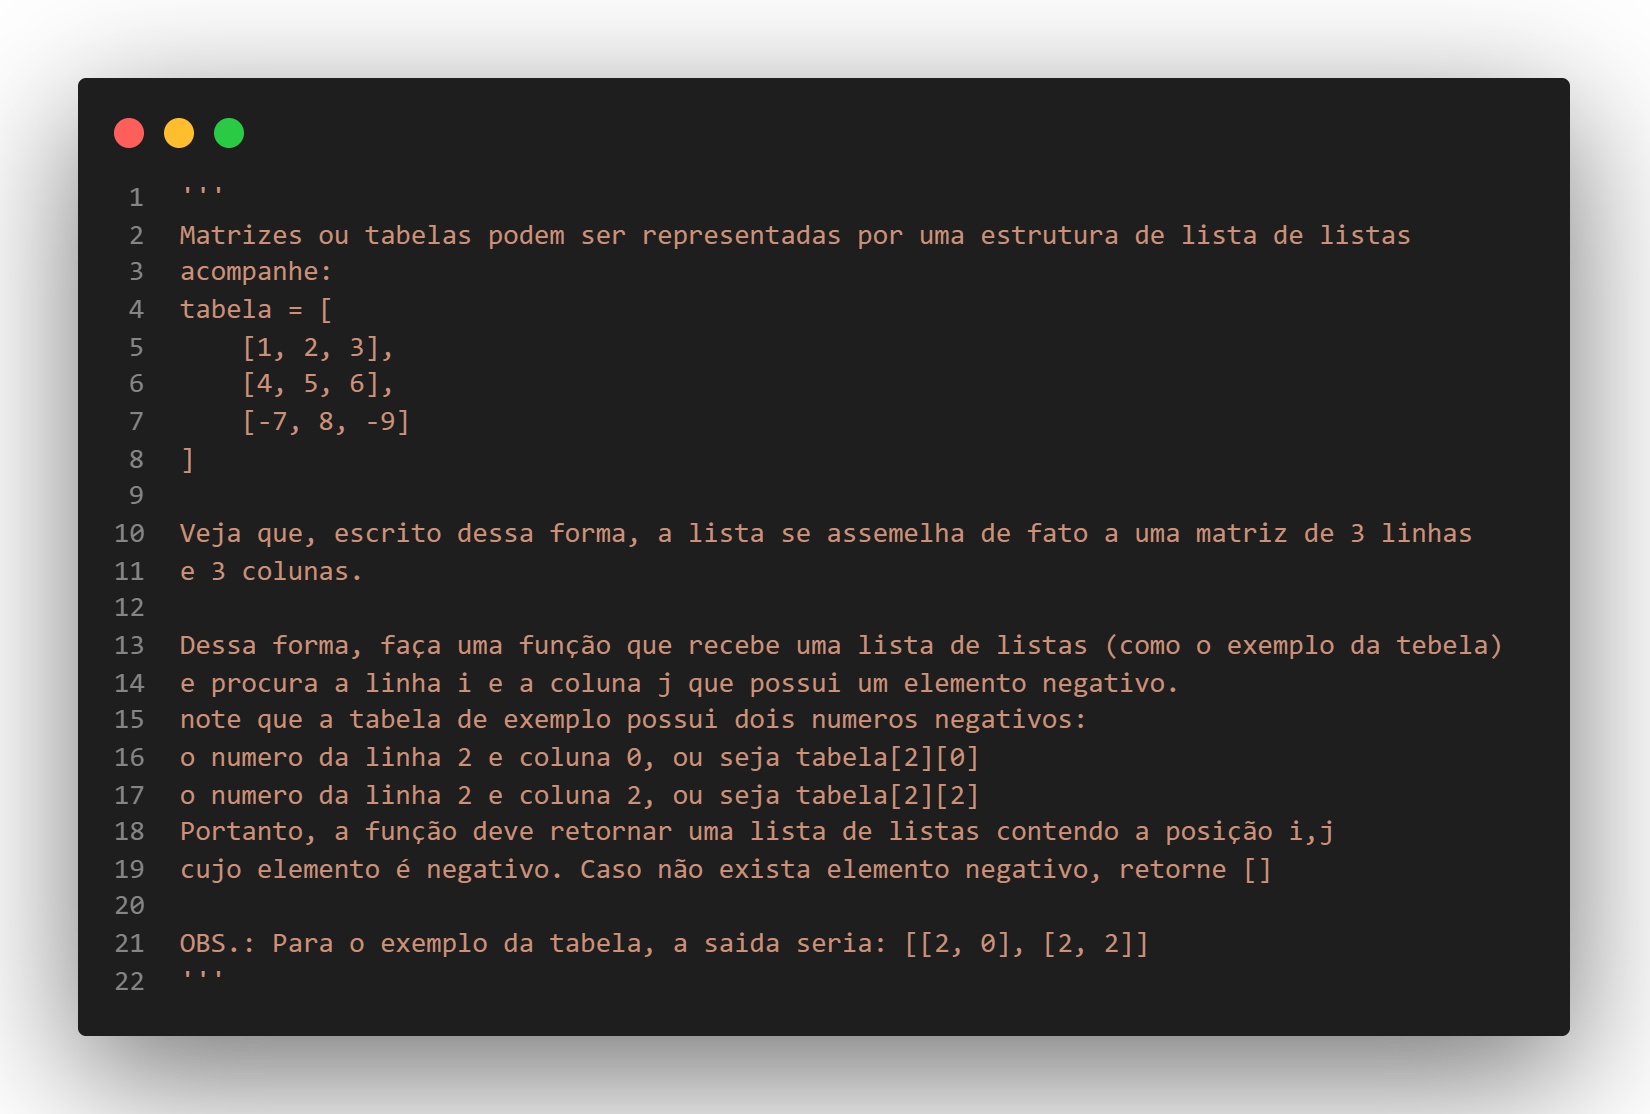 1 '''
2 Matrizes ou tabelas podem ser representadas por uma estrutura de lista de listas
3 acompanhe:
4 tabela = [
5     [1, 2, 3],
6     [4, 5, 6],
7     [-7, 8, -9]
8 ]
9
10 Veja que, escrito dessa forma, a lista se assemelha de fato a uma matriz de 3 linhas
11 e 3 colunas.
12
13 Dessa forma, faça uma função que recebe uma lista de listas (como o exemplo da tebela)
14 e procura a linha i e a coluna j que possui um elemento negativo.
15 note que a tabela de exemplo possui dois numeros negativos:
16 o numero da linha 2 e coluna 0, ou seja tabela[2][0]
17 o numero da linha 2 e coluna 2, ou seja tabela[2][2]
18 Portanto, a função deve retornar uma lista de listas contendo a posição i,j
19 cujo elemento é negativo. Caso não exista elemento negativo, retorne []
20
21 OBS.: Para o exemplo da tabela, a saida seria: [[2, 0], [2, 2]]
22 '''